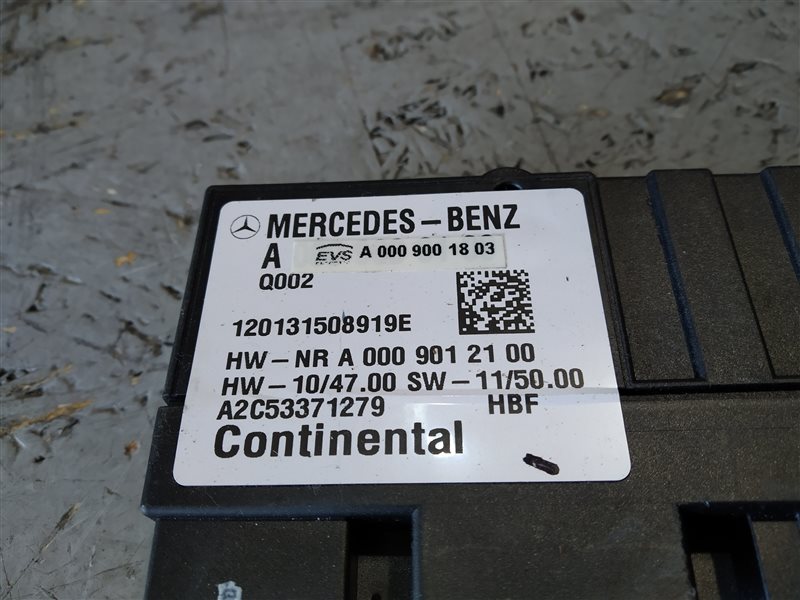 MERCEDES-BENZ
A EVS A 000 900 18 03
Q002
120131508919E
HW-NR A 000 901 21 00
HW-10/47.00 SW-11/50.00
A2C53371279 HBF
Continental